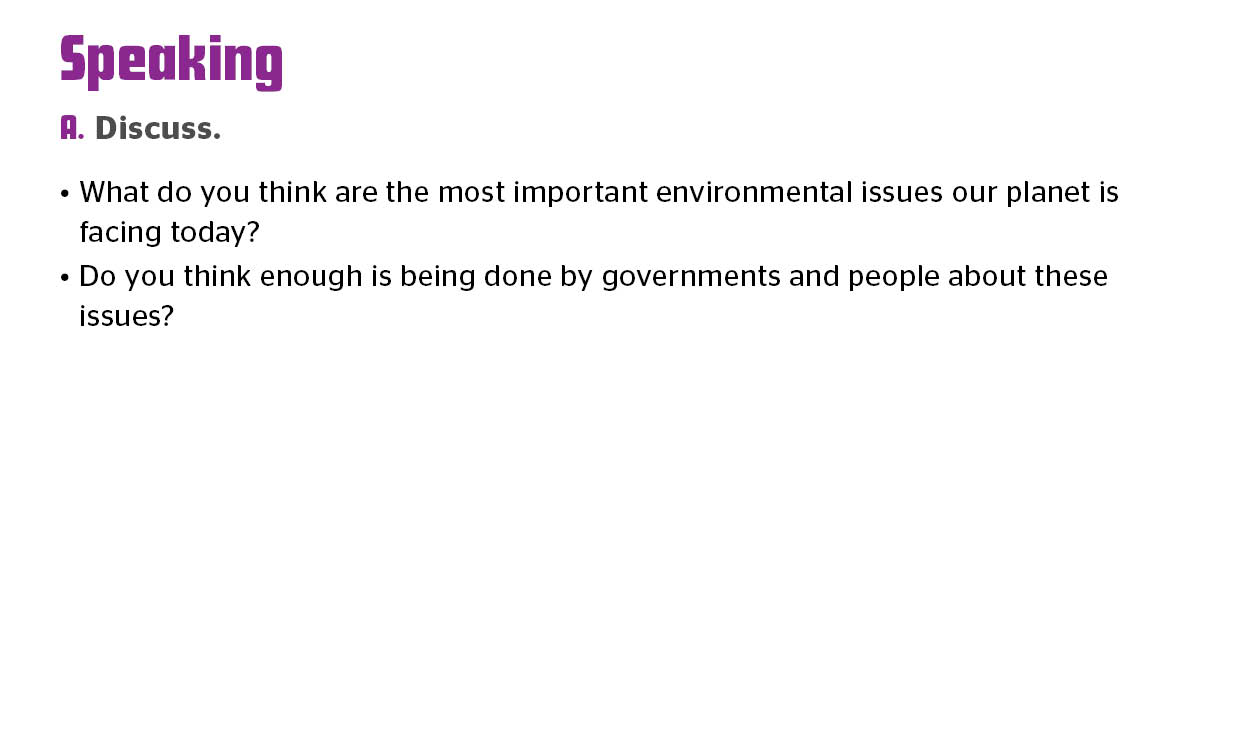 Speaking
A. Discuss.
• What do you think are the most important environmental issues our planet is
facing today?
• Do you think enough is being done by governments and people about these
issues?